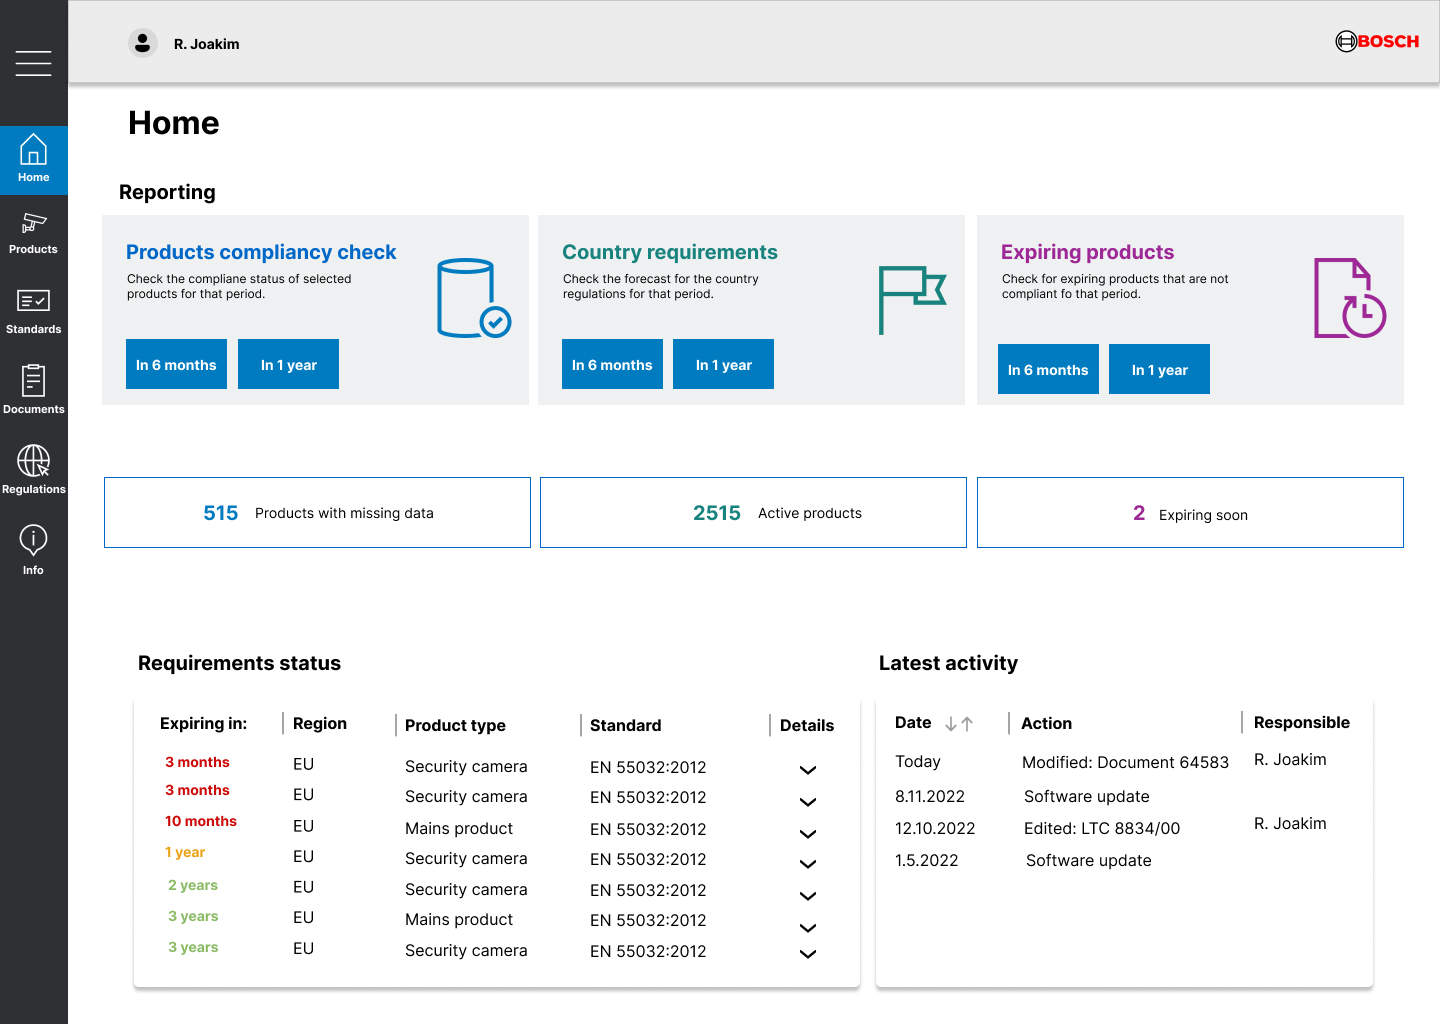 R. Joakim
BOSCH
Home
Home
Products
Standards
Documents
Regulations
Info
Reporting
Products compliancy check
Check the compliane status of selected
products for that period.
In 6 months
In 1 year
Country requirements
Check the forecast for the country
regulations for that period.
In 6 months
In 1 year
Expiring products
Check for expiring products that are not
compliant fo that period.
In 6 months
In 1 year
515 Products with missing data
2515 Active products
2 Expiring soon
Requirements status
Expiring in: Region Product type Standard Details
3 months EU Security camera EN 55032:2012
3 months EU Security camera EN 55032:2012
10 months EU Mains product EN 55032:2012
1 year EU Security camera EN 55032:2012
2 years EU Security camera EN 55032:2012
3 years EU Mains product EN 55032:2012
3 years EU Security camera EN 55032:2012
Latest activity
Date Action Responsible
Today Modified: Document 64583 R. Joakim
8.11.2022 Software update
12.10.2022 Edited: LTC 8834/00 R. Joakim
1.5.2022 Software update